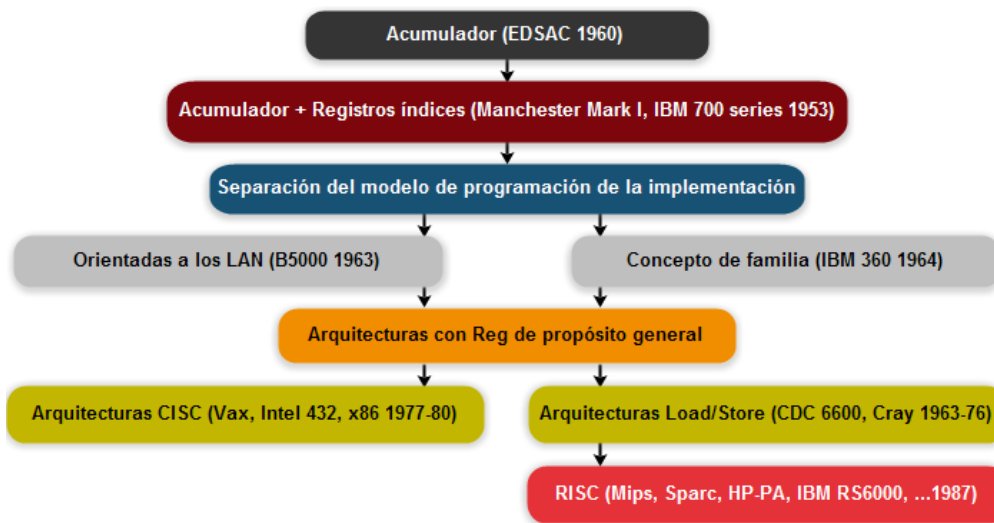 Acumulador (EDSAC 1960)
Acumulador + Registros índices (Manchester Mark I, IBM 700 series 1953)
Separación del modelo de programación de la implementación
Orientadas a los LAN (B5000 1963)
Concepto de familia (IBM 360 1964)
Arquitecturas con Reg de propósito general
Arquitecturas CISC (Vax, Intel 432, x86 1977-80)
Arquitecturas Load/Store (CDC 6600, Cray 1963-76)
RISC (Mips, Sparc, HP-PA, IBM RS6000, ...1987)